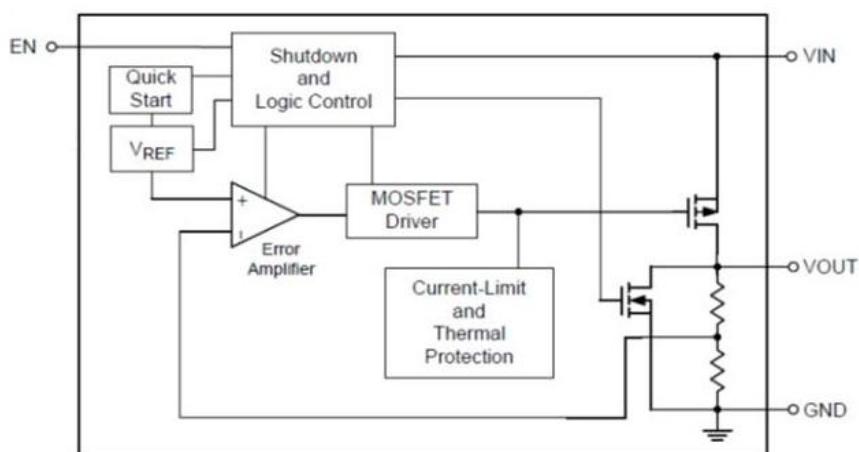 EN
Shutdown
and
Logic Control
VIN
Quick
Start
VREF
+
-
Error
Amplifier
MOSFET
Driver
Current-Limit
and
Thermal
Protection
VOUT
GND